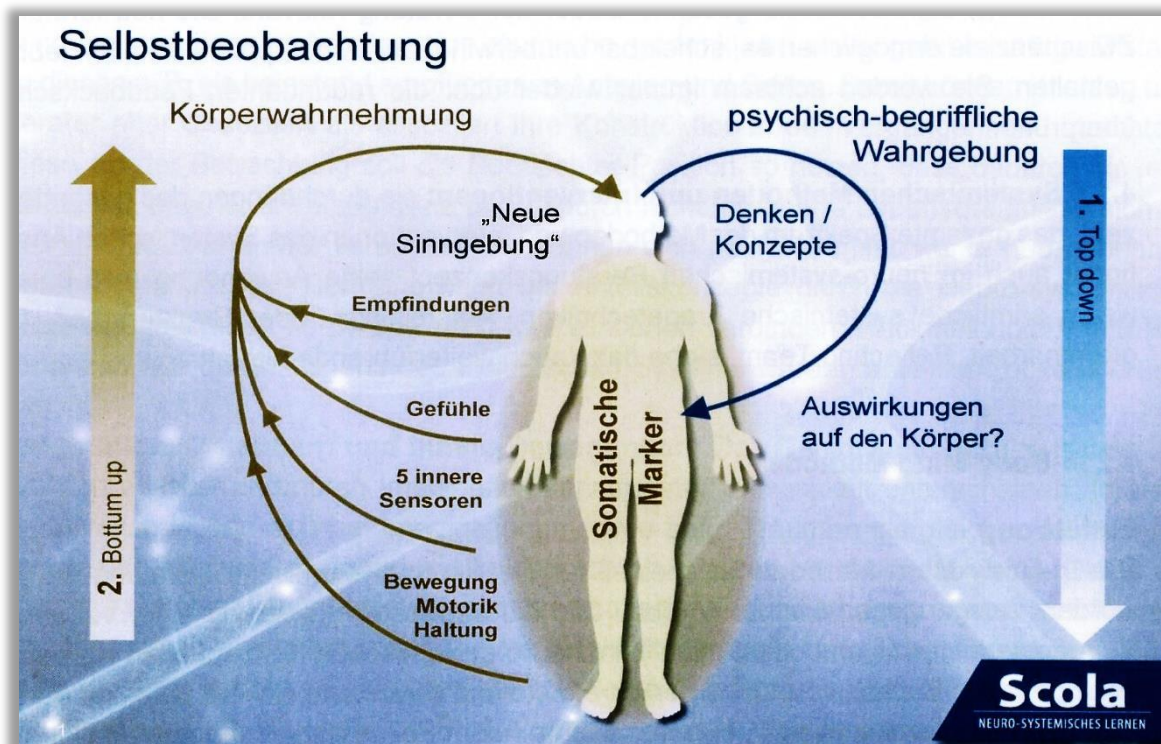 Selbstbeobachtung
Körperwahrnehmung
psychisch-begriffliche
Wahrgebung
„Neue
Sinngebung“
Denken /
Konzepte
Empfindungen
Gefühle
5 innere
Sensoren
Bewegung
Motorik
Haltung
Somatische
Marker
Auswirkungen
auf den Körper?
2. Bottum up
1. Top down
Scola
NEURO-SYSTEMISCHES LERNEN